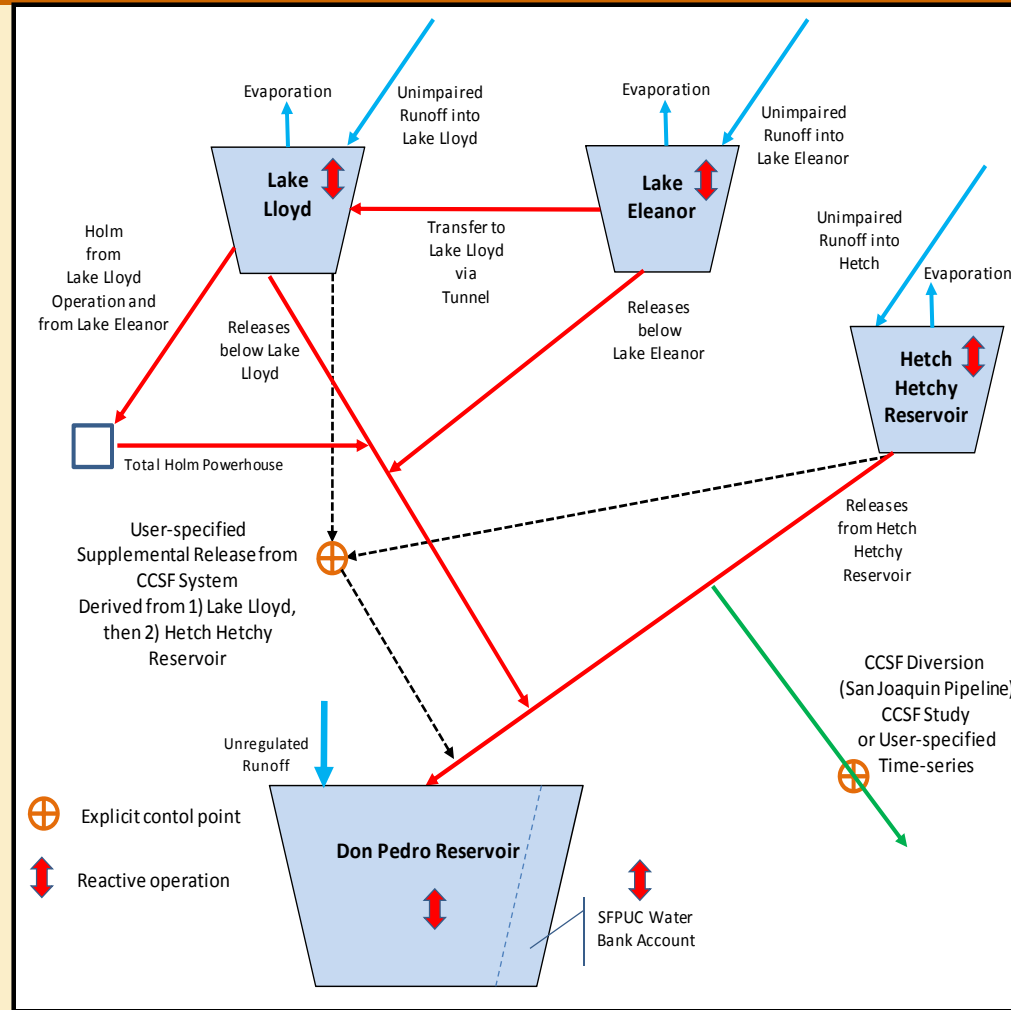 Evaporation
Unimpaired
Runoff into
Lake Lloyd
Evaporation
Unimpaired
Runoff into
Lake Eleanor
Lake
Lloyd
Lake
Eleanor
Transfer to
Lake Lloyd
via
Tunnel
Unimpaired
Runoff into
Hetch
Evaporation
Holm
from
Lake Lloyd
Operation and
from Lake Eleanor
Releases
below Lake
Lloyd
Releases
below
Lake Eleanor
Hetch
Hetchy
Reservoir
Total Holm Powerhouse
Releases
from Hetch
Hetchy
Reservoir
User-specified
Supplemental Release from
CCSF System
Derived from 1) Lake Lloyd,
then 2) Hetch Hetchy
Reservoir
CCSF Diversion
(San Joaquin Pipeline)
CCSF Study
or User-specified
Time-series
Unregulated
Runoff
Explicit contol point
Reactive operation
Don Pedro Reservoir
SFPUC Water
Bank Account